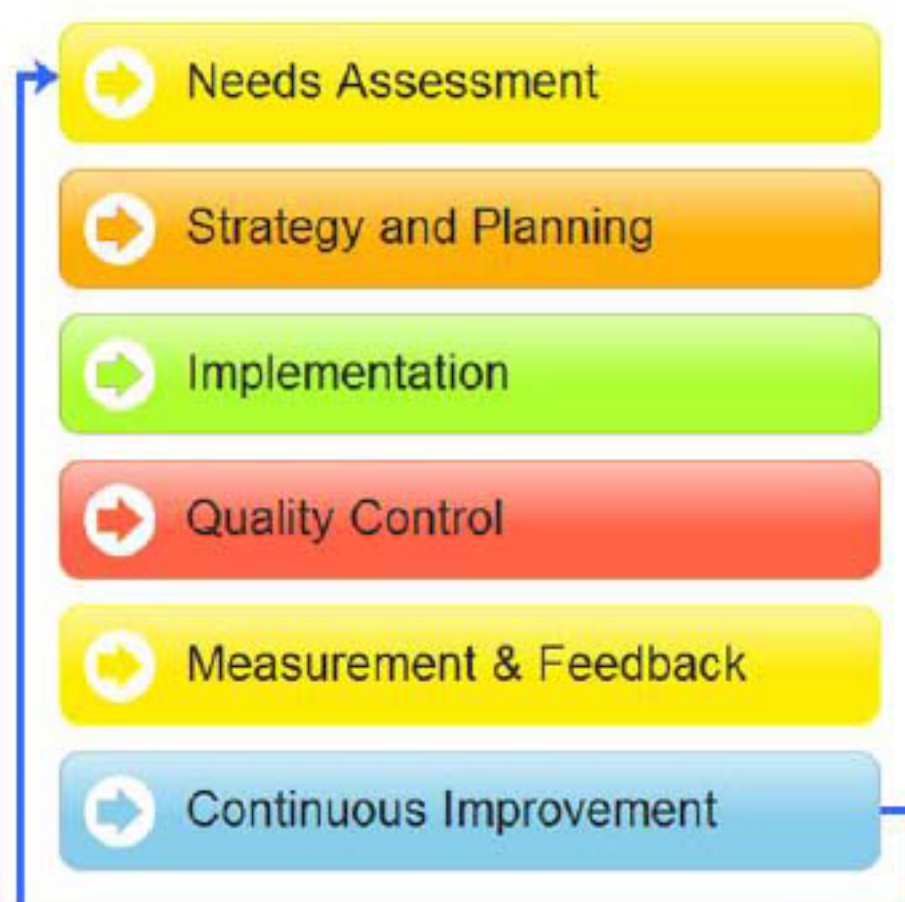 Needs Assessment
Strategy and Planning
Implementation
Quality Control
Measurement & Feedback
Continuous Improvement